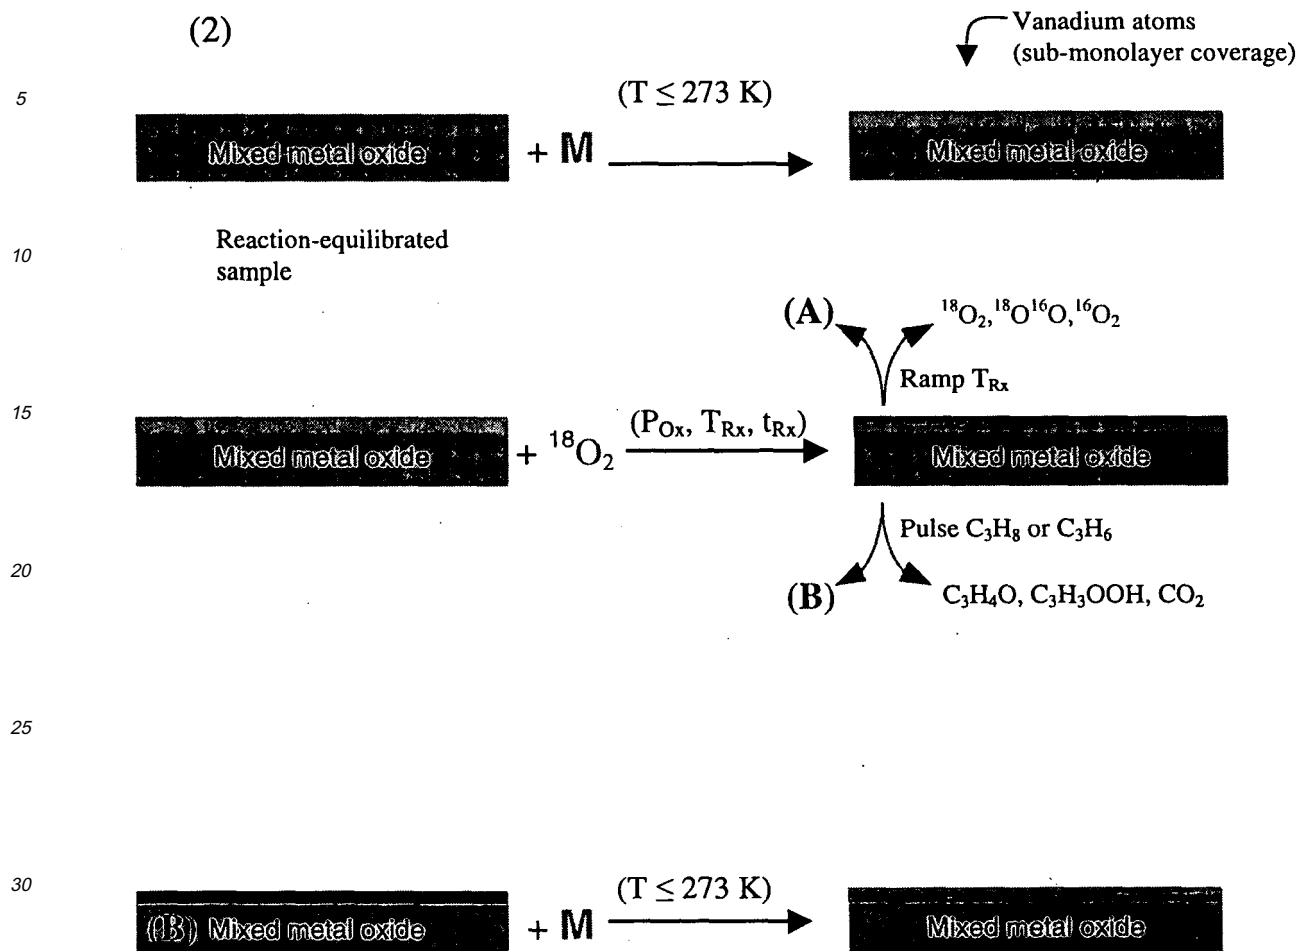 (2)
Vanadium atoms
(sub-monolayer coverage)
5
(T ≤ 273 K)
Mixed metal oxide + M Mixed metal oxide
10
Reaction-equilibrated
sample
(A) ¹⁸O₂,¹⁸O¹⁶O,¹⁶O₂
Ramp T_Rx
15
(P_Ox, T_Rx, t_Rx)
Mixed metal oxide + ¹⁸O₂ Mixed metal oxide
Pulse C₃H₈ or C₃H₆
20
(B) C₃H₄O, C₃H₃OOH, CO₂
25
30
(T ≤ 273 K)
(B) Mixed metal oxide + M Mixed metal oxide